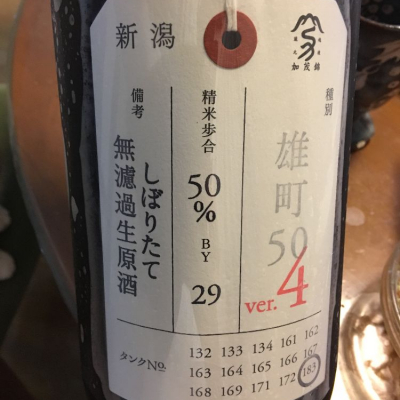 新潟
加茂錦
種別
雄町50
ver.4
精米歩合
50%
BY
29
備考
しぼりたて
無濾過生原酒
タンクNo.
132 133 134 161 162
163 164 165 166 167
168 169 171 172 183